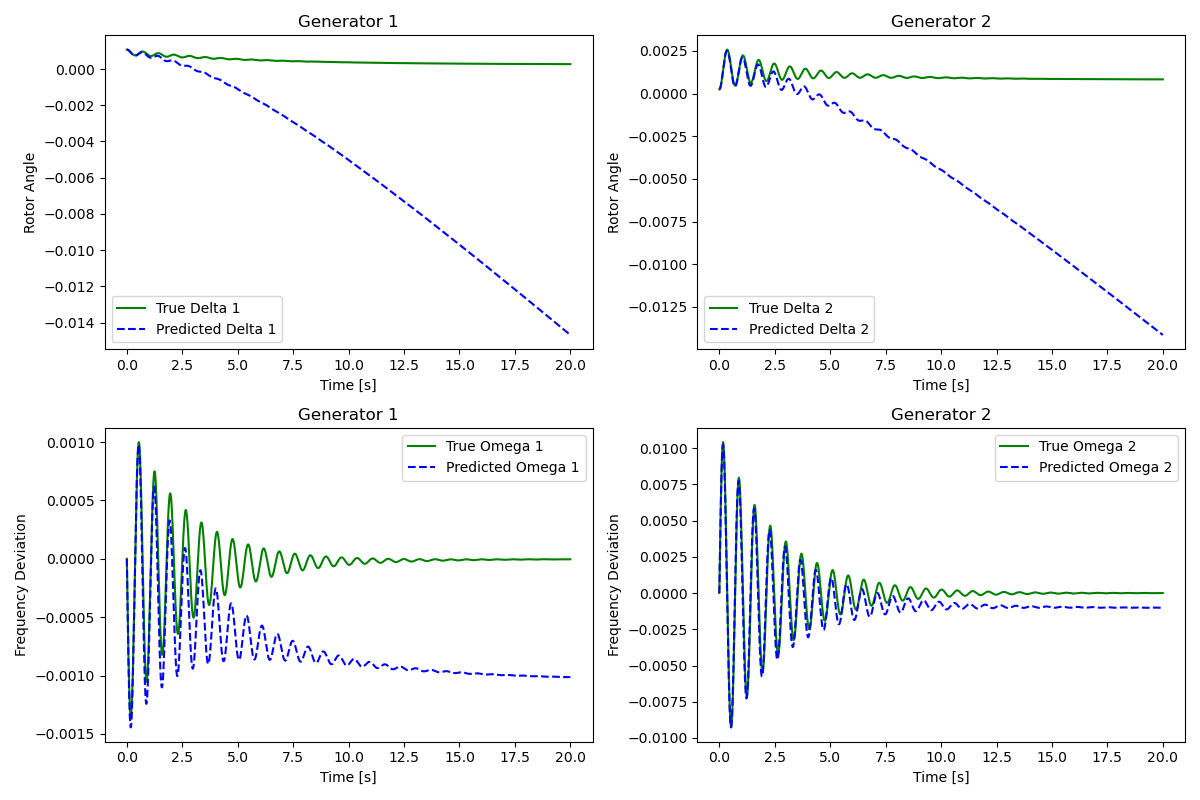 Generator 1
Rotor Angle
0.000
−0.002
−0.004
−0.006
−0.008
−0.010
−0.012
−0.014
True Delta 1
Predicted Delta 1
0.0 2.5 5.0 7.5 10.0 12.5 15.0 17.5 20.0
Time [s]
Generator 2
Rotor Angle
0.0025
0.0000
−0.0025
−0.0050
−0.0075
−0.0100
−0.0125
True Delta 2
Predicted Delta 2
0.0 2.5 5.0 7.5 10.0 12.5 15.0 17.5 20.0
Time [s]
Generator 1
Frequency Deviation
0.0010
0.0005
0.0000
−0.0005
−0.0010
−0.0015
True Omega 1
Predicted Omega 1
0.0 2.5 5.0 7.5 10.0 12.5 15.0 17.5 20.0
Time [s]
Generator 2
Frequency Deviation
0.0100
0.0075
0.0050
0.0025
0.0000
−0.0025
−0.0050
−0.0075
−0.0100
True Omega 2
Predicted Omega 2
0.0 2.5 5.0 7.5 10.0 12.5 15.0 17.5 20.0
Time [s]